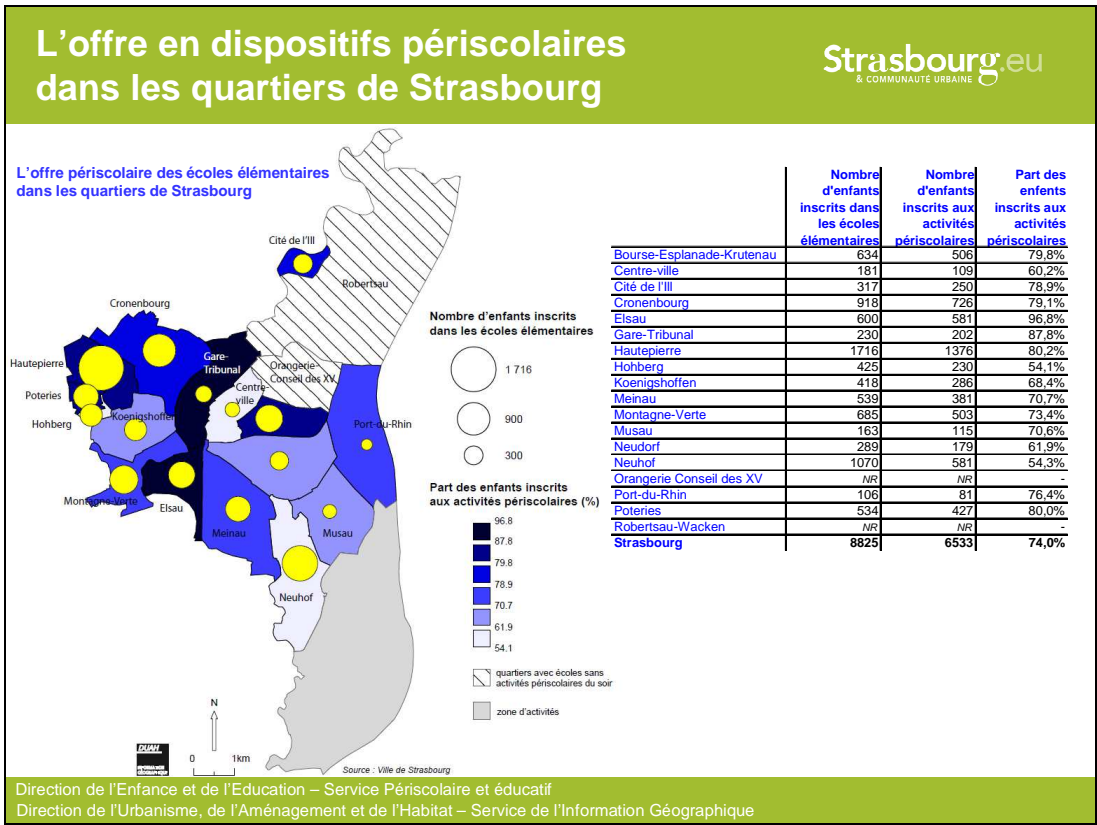 L'offre en dispositifs périscolaires
dans les quartiers de Strasbourg
Strasbourg.eu
& COMMUNAUTÉ URBAINE
L'offre périscolaire des écoles élémentaires
dans les quartiers de Strasbourg
Cité de l'Ill
Robertsau
Cronenbourg
Hautepierre
Gare-
Tribunal
Orangerie-
Conseil des XV
Poteries
Centre-
ville
Hohberg
Koenigshoffen
Port-du-Rhin
Montagne-Verte
Elsau
Meinau
Musau
Neuhof
Nombre d'enfants inscrits
dans les écoles élémentaires
1 716
900
300
Part des enfants inscrits
aux activités périscolaires (%)
96.8
87.8
79.8
78.9
70.7
61.9
54.1
quartiers avec écoles sans
activités périscolaires du soir
zone d'activités
N
DUAH
0 1km
Source : Ville de Strasbourg
Nombre Nombre Part des
d'enfants d'enfants enfents
inscrits dans inscrits aux inscrits aux
les écoles activités activités
élémentaires périscolaires périscolaires
Bourse-Esplanade-Krutenau 634 506 79,8%
Centre-ville 181 109 60,2%
Cité de l'Ill 317 250 78,9%
Cronenbourg 918 726 79,1%
Elsau 600 581 96,8%
Gare-Tribunal 230 202 87,8%
Hautepierre 1716 1376 80,2%
Hohberg 425 230 54,1%
Koenigshoffen 418 286 68,4%
Meinau 539 381 70,7%
Montagne-Verte 685 503 73,4%
Musau 163 115 70,6%
Neudorf 289 179 61,9%
Neuhof 1070 581 54,3%
Orangerie Conseil des XV NR NR -
Port-du-Rhin 106 81 76,4%
Poteries 534 427 80,0%
Robertsau-Wacken NR NR -
Strasbourg 8825 6533 74,0%
Direction de l'Enfance et de l'Education – Service Périscolaire et éducatif
Direction de l'Urbanisme, de l'Aménagement et de l'Habitat – Service de l'Information Géographique